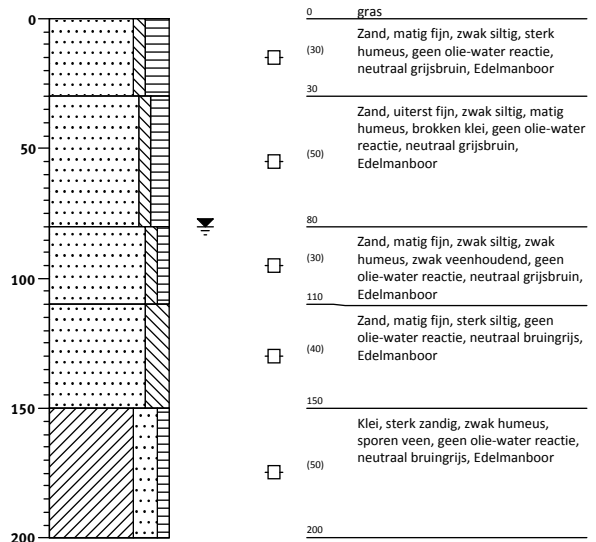 0
50
100
150
200
0 gras
Zand, matig fijn, zwak siltig, sterk
humeus, geen olie-water reactie,
neutraal grijsbruin, Edelmanboor
(30)
30
Zand, uiterst fijn, zwak siltig, matig
humeus, brokken klei, geen olie-water
reactie, neutraal grijsbruin,
Edelmanboor
(50)
80
Zand, matig fijn, zwak siltig, zwak
humeus, zwak veenhoudend, geen
olie-water reactie, neutraal grijsbruin,
Edelmanboor
(30)
110
Zand, matig fijn, sterk siltig, geen
olie-water reactie, neutraal bruingrijs,
Edelmanboor
(40)
150
Klei, sterk zandig, zwak humeus,
sporen veen, geen olie-water reactie,
neutraal bruingrijs, Edelmanboor
(50)
200